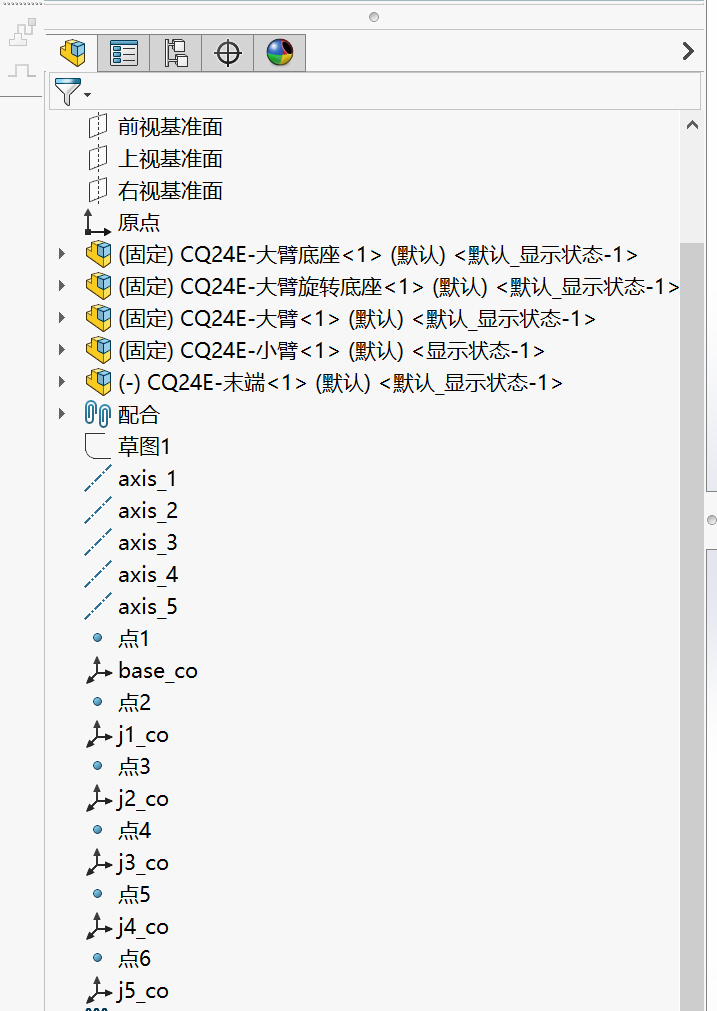 前视基准面
上视基准面
右视基准面
原点
(固定) CQ24E-大臂底座<1> (默认) <默认_显示状态-1>
(固定) CQ24E-大臂旋转底座<1> (默认) <默认_显示状态-1>
(固定) CQ24E-大臂<1> (默认) <默认_显示状态-1>
(固定) CQ24E-小臂<1> (默认) <显示状态-1>
(-) CQ24E-末端<1> (默认) <默认_显示状态-1>
配合
草图1
axis_1
axis_2
axis_3
axis_4
axis_5
点1
base_co
点2
j1_co
点3
j2_co
点4
j3_co
点5
j4_co
点6
j5_co